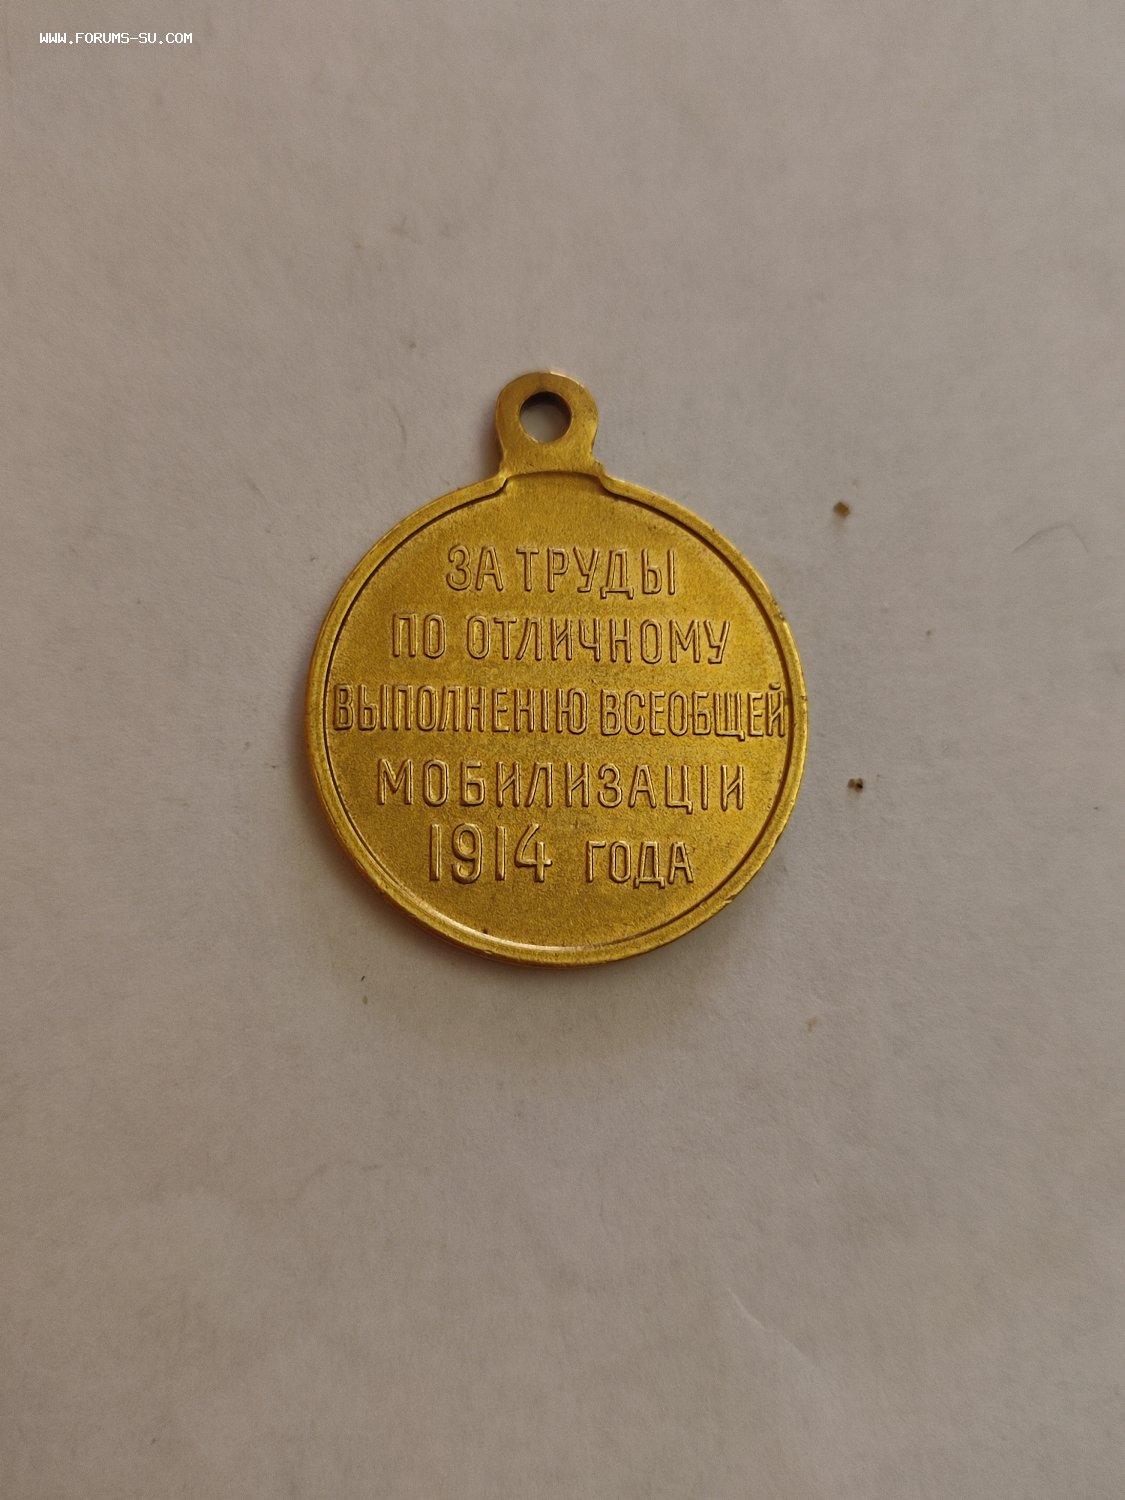 WWW.FORUMS-SU.COM
ЗА ТРУДЫ
ПО ОТЛИЧНОМУ
ВЫПОЛНЕНІЮ ВСЕОБЩЕЙ
МОБИЛИЗАЦІИ
1914 ГОДА